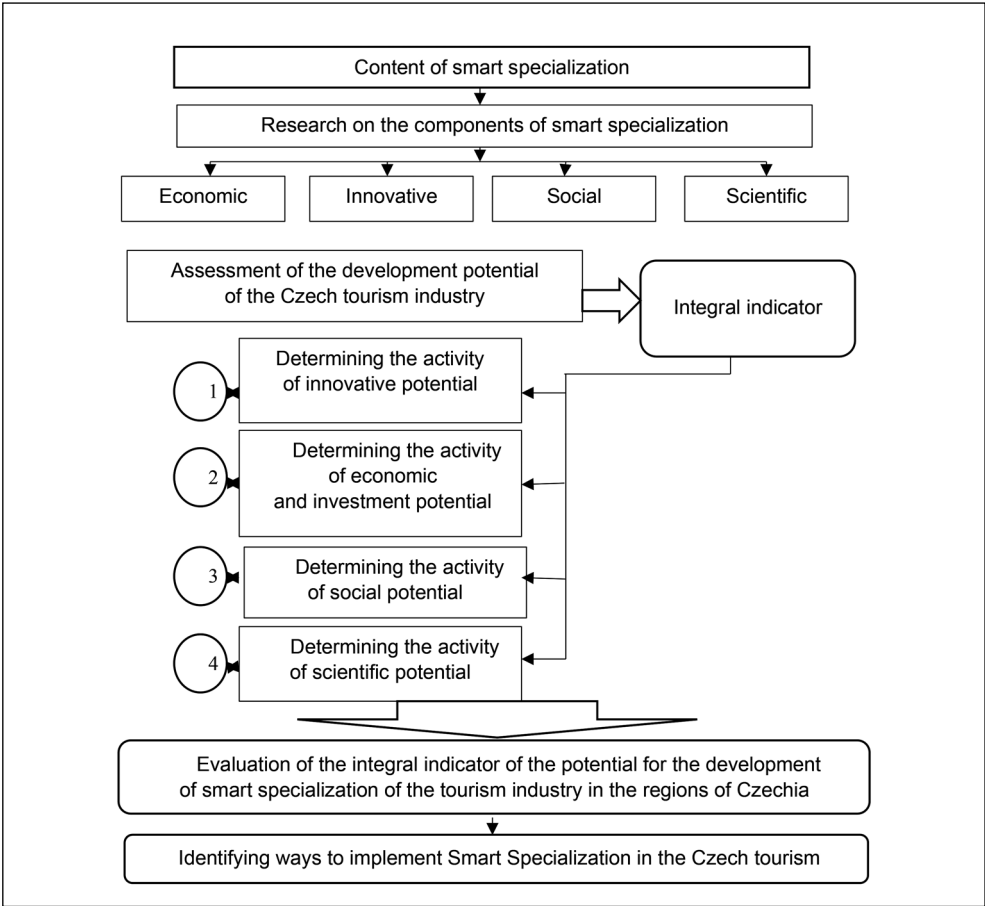 Content of smart specialization
Research on the components of smart specialization
Economic
Innovative
Social
Scientific
Assessment of the development potential
of the Czech tourism industry
Integral indicator
1
Determining the activity
of innovative potential
2
Determining the activity
of economic
and investment potential
3
Determining the activity
of social potential
4
Determining the activity
of scientific potential
Evaluation of the integral indicator of the potential for the development
of smart specialization of the tourism industry in the regions of Czechia
Identifying ways to implement Smart Specialization in the Czech tourism